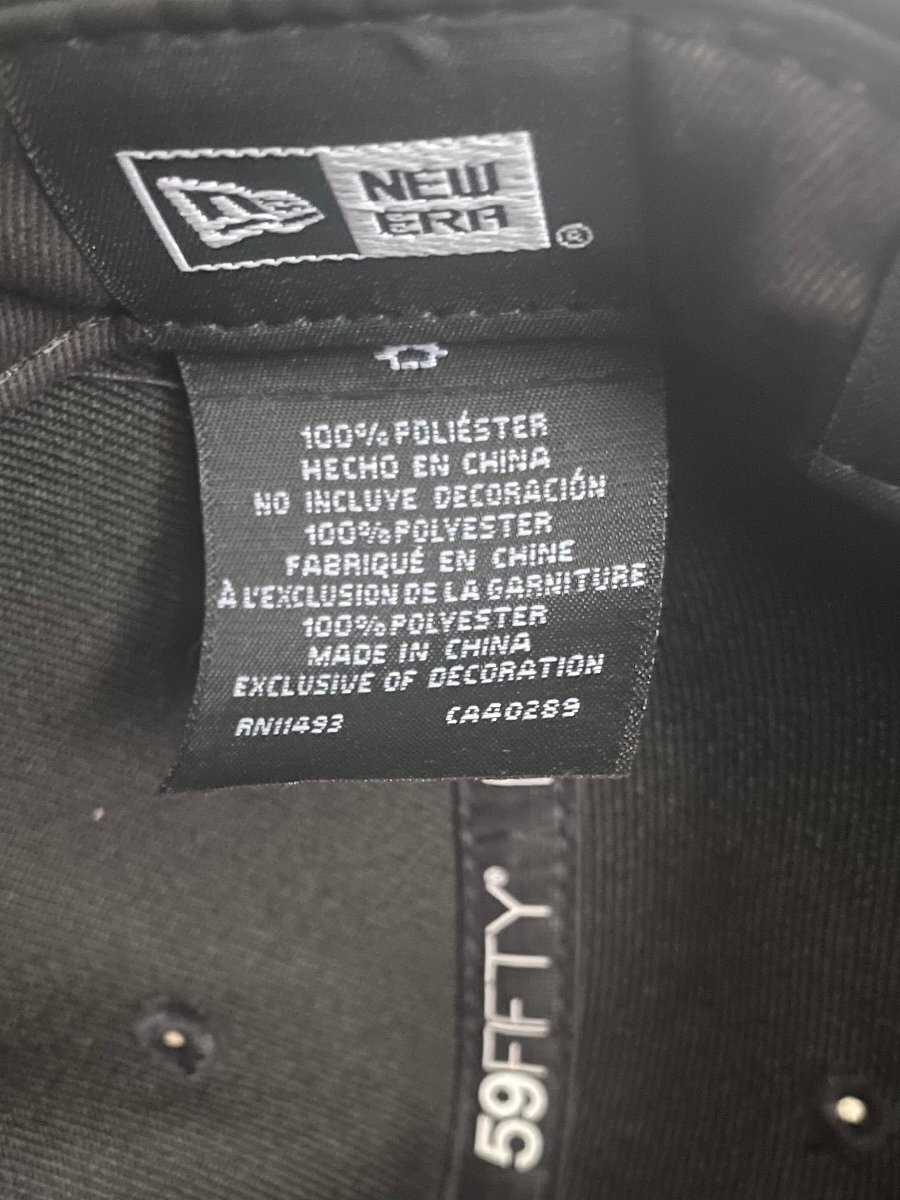 NEW
ERA
®
100% POLIÉSTER
HECHO EN CHINA
NO INCLUYE DECORACIÓN
100% POLYESTER
FABRIQUÉ EN CHINE
À L'EXCLUSION DE LA GARNITURE
100% POLYESTER
MADE IN CHINA
EXCLUSIVE OF DECORATION
RN11493 CA40289
59FIFTY®